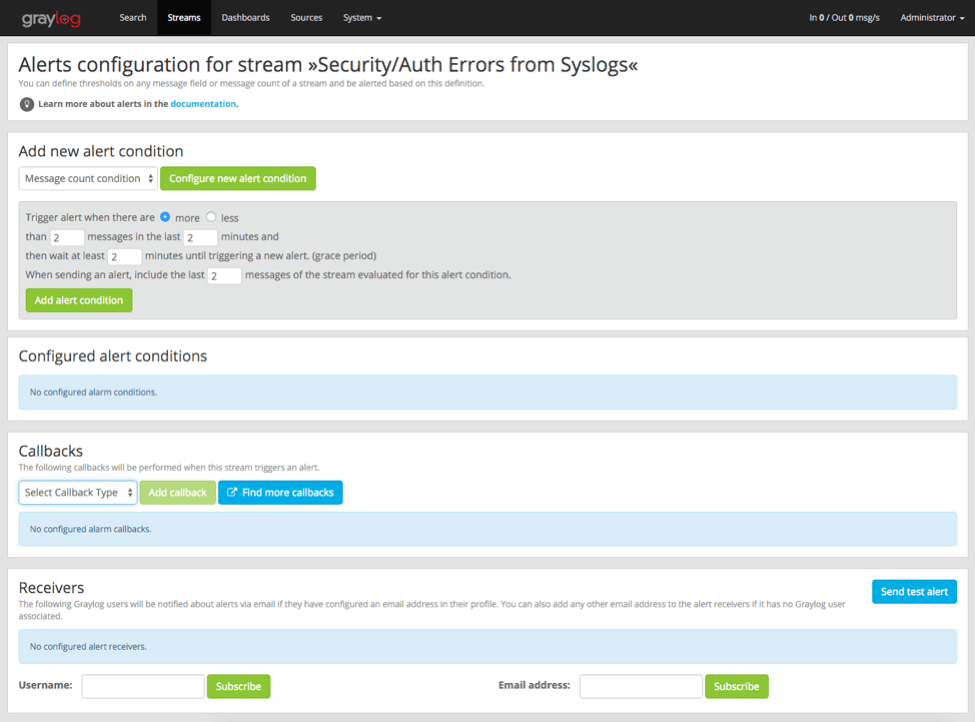 graylog Search Streams Dashboards Sources System In 0 / Out 0 msg/s Administrator
Alerts configuration for stream »Security/Auth Errors from Syslogs«
You can define thresholds on any message field or message count of a stream and be alerted based on this definition.
Learn more about alerts in the documentation.
Add new alert condition
Message count condition Configure new alert condition
Trigger alert when there are more less
than 2 messages in the last 2 minutes and
then wait at least 2 minutes until triggering a new alert. (grace period)
When sending an alert, include the last 2 messages of the stream evaluated for this alert condition.
Add alert condition
Configured alert conditions
No configured alarm conditions.
Callbacks
The following callbacks will be performed when this stream triggers an alert.
Select Callback Type Add callback Find more callbacks
No configured alarm callbacks.
Receivers
Send test alert
The following Graylog users will be notified about alerts via email if they have configured an email address in their profile. You can also add any other email address to the alert receivers if it has no Graylog user
associated.
No configured alert receivers.
Username: Subscribe Email address: Subscribe